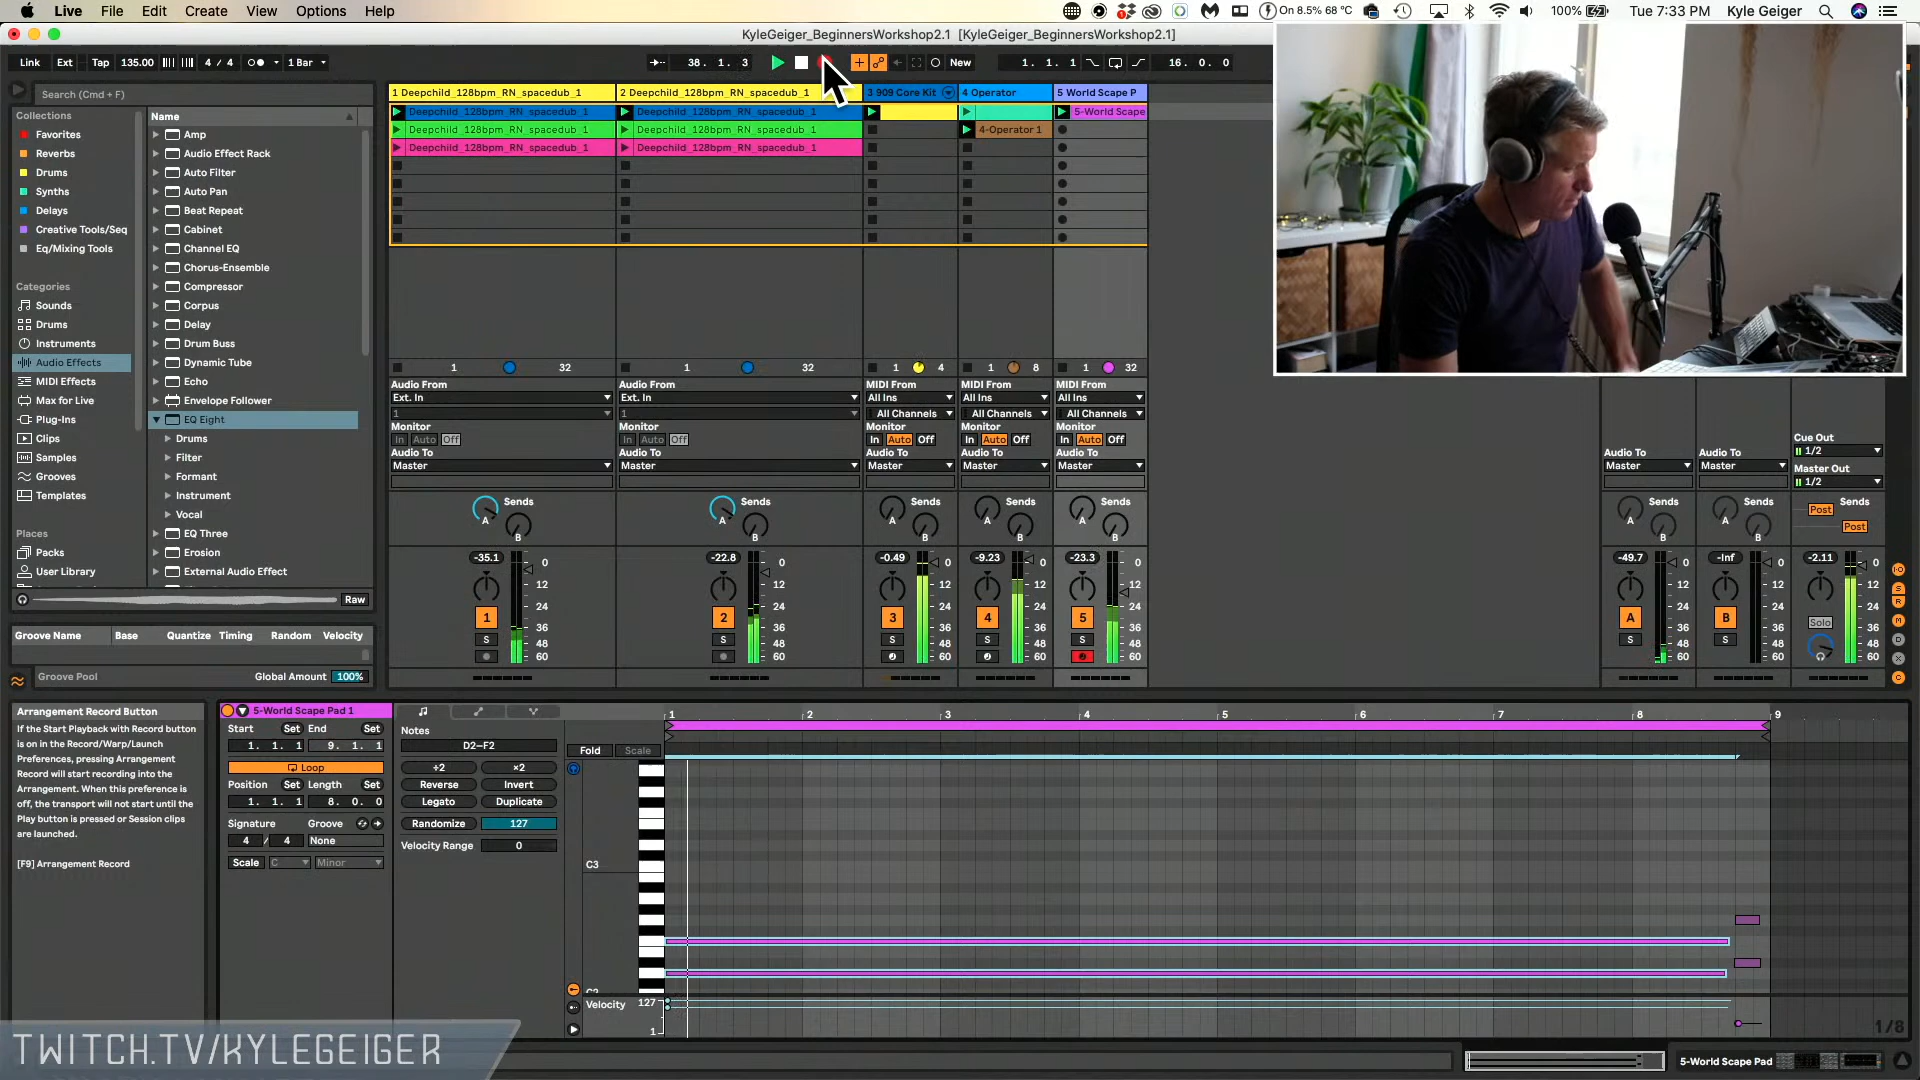 Live File Edit Create View Options Help On 8.5% 68 °C 100% Tue 7:33 PM Kyle Geiger
KyleGeiger_BeginnersWorkshop2.1 [KyleGeiger_BeginnersWorkshop2.1]
Link Ext Tap 135.00 4 / 4 1 Bar 38. 1. 3 New 1. 1. 1 16. 0. 0
Search (Cmd + F)
Collections
Favorites
Reverbs
Drums
Synths
Delays
Creative Tools/Seq
Eq/Mixing Tools
Categories
Sounds
Drums
Instruments
Audio Effects
MIDI Effects
Max for Live
Plug-Ins
Clips
Samples
Grooves
Templates
Places
Packs
User Library
Name
Amp
Audio Effect Rack
Auto Filter
Auto Pan
Beat Repeat
Cabinet
Channel EQ
Chorus-Ensemble
Compressor
Corpus
Delay
Drum Buss
Dynamic Tube
Echo
Envelope Follower
EQ Eight
Drums
Filter
Formant
Instrument
Vocal
EQ Three
Erosion
External Audio Effect
Raw
Groove Name Base Quantize Timing Random Velocity
Groove Pool Global Amount 100%
1 Deepchild_128bpm_RN_spacedub_1 2 Deepchild_128bpm_RN_spacedub_1 3 909 Core Kit 4 Operator 5 World Scape P
Deepchild_128bpm_RN_spacedub_1 Deepchild_128bpm_RN_spacedub_1 5-World Scape
Deepchild_128bpm_RN_spacedub_1 Deepchild_128bpm_RN_spacedub_1 4-Operator 1
Deepchild_128bpm_RN_spacedub_1 Deepchild_128bpm_RN_spacedub_1
1 32 1 32 1 4 1 8 1 32
Audio From Audio From MIDI From MIDI From MIDI From
Ext. In Ext. In All Ins All Ins All Ins
1 1 All Channels All Channels All Channels
Monitor Monitor Monitor Monitor Monitor
In Auto Off In Auto Off In Auto Off In Auto Off In Auto Off
Cue Out
1/2
Audio To Audio To Audio To Audio To Audio To Audio To Audio To
Master Master Master Master Master Master Master
Master Out
1/2
Sends Sends Sends Sends Sends Sends Sends Sends
A A A A A A A Post
B B B B B B B Post
-35.1 0 -22.8 0 -0.49 0 -9.23 0 -23.3 0 -49.7 0 -Inf 0 -2.11 0
12 12 12 12 12 12 12 12
24 24 24 24 24 24 24 24
1 2 3 4 5 A B Solo
36 36 36 36 36 36 36 36
S S S S S S S
48 48 48 48 48 48 48 48
60 60 60 60 60 60 60 60
Arrangement Record Button
If the Start Playback with Record button
is on in the Record/Warp/Launch
Preferences, pressing Arrangement
Record will start recording into the
Arrangement. When this preference is
off, the transport will not start until the
Play button is pressed or Session clips
are launched.
[F9] Arrangement Record
5-World Scape Pad 1
Start Set End Set
1. 1. 1 9. 1. 1
Loop
Position Set Length Set
1. 1. 1 8. 0. 0
Signature Groove
4 / 4 None
Scale C Minor
Notes
D2–F2
÷2 ×2
Reverse Invert
Legato Duplicate
Randomize 127
Velocity Range 0
Fold Scale
1 2 3 4 5 6 7 8 9
C3
C2
Velocity 127
1
1/8
TWITCH.TV/KYLEGEIGER
5-World Scape Pad